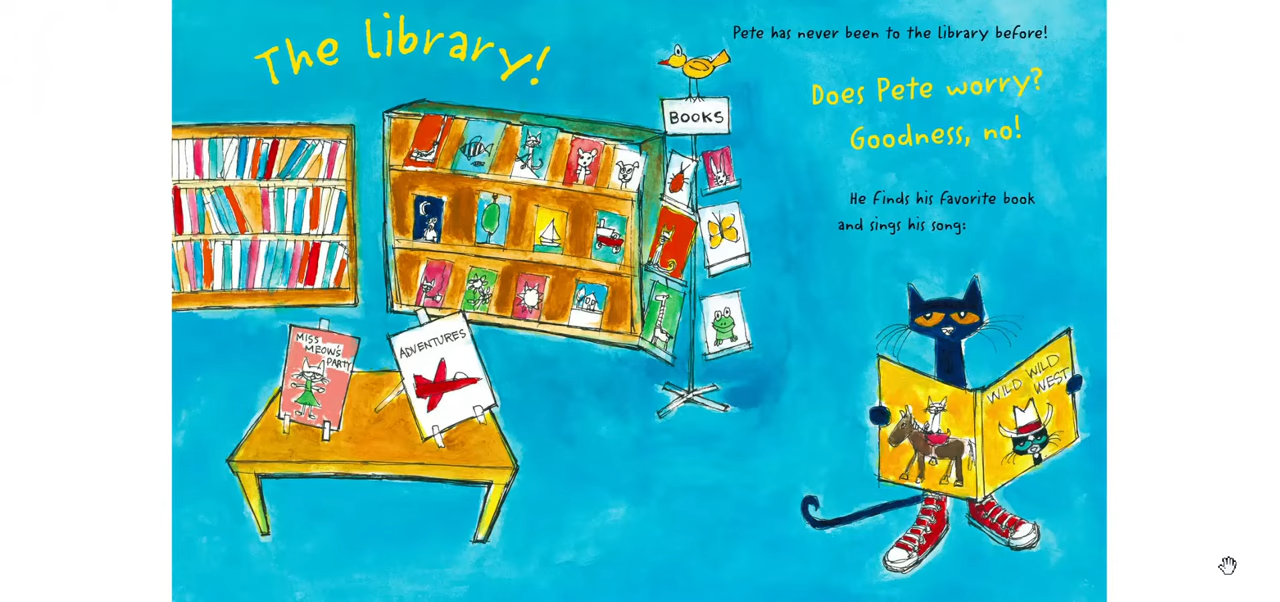 The library!
Pete has never been to the library before!
Does Pete worry?
Goodness, no!
He finds his favorite book
and sings his song:
BOOKS
MISS
MEOW'S
PARTY
ADVENTURES
WILD WILD
WEST